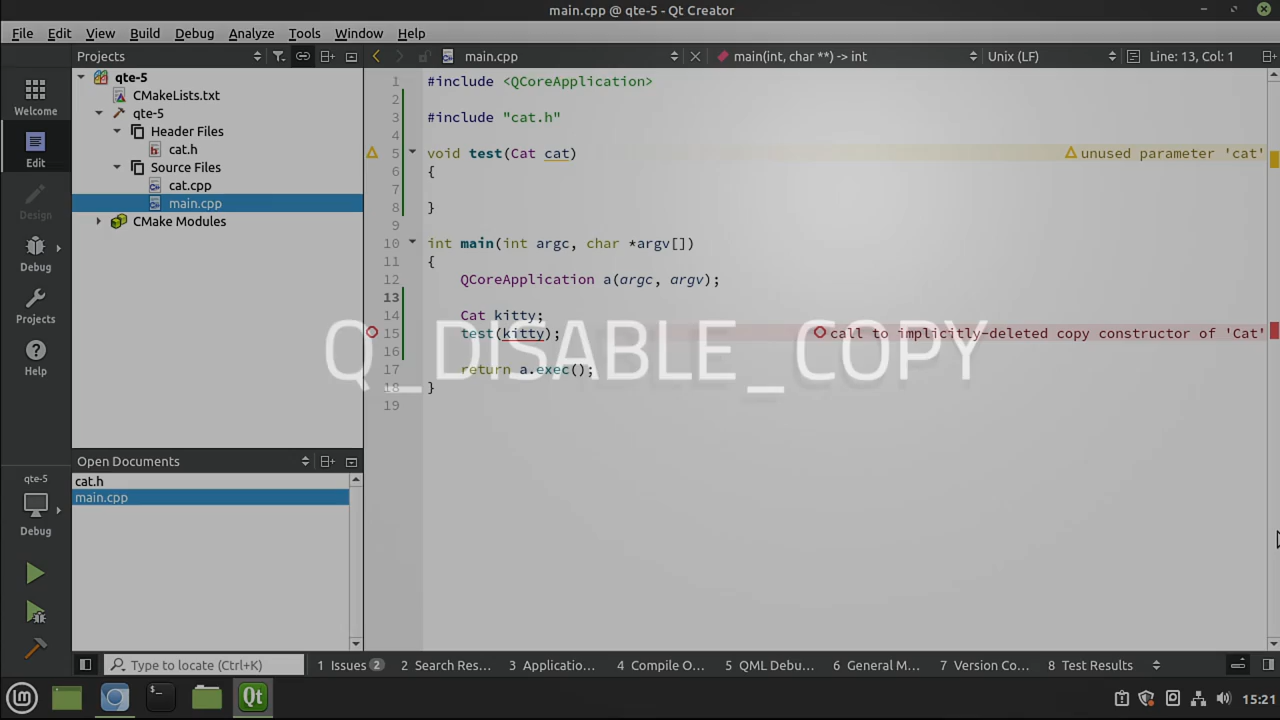 main.cpp @ qte-5 - Qt Creator
File Edit View Build Debug Analyze Tools Window Help
Projects
main.cpp
main(int, char **) -> int
Unix (LF)
Line: 13, Col: 1
Welcome
Edit
Design
Debug
Projects
Help
qte-5
Debug
qte-5
CMakeLists.txt
qte-5
Header Files
cat.h
Source Files
cat.cpp
main.cpp
CMake Modules
Open Documents
cat.h
main.cpp
1 #include <QCoreApplication>
2
3 #include "cat.h"
4
5 void test(Cat cat) unused parameter 'cat'
6 {
7
8 }
9
10 int main(int argc, char *argv[])
11 {
12 QCoreApplication a(argc, argv);
13
14 Cat kitty;
15 test(kitty); call to implicitly-deleted copy constructor of 'Cat'
16
17 return a.exec();
18 }
19
Q_DISABLE_COPY
Type to locate (Ctrl+K)
1 Issues 2
2 Search Res...
3 Applicatio...
4 Compile O...
5 QML Debu...
6 General M...
7 Version Co...
8 Test Results
Qt
15:21